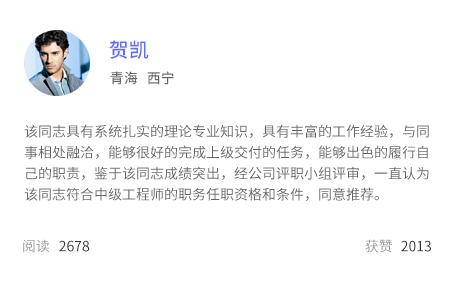 贺凯
青海 西宁
该同志具有系统扎实的理论专业知识，具有丰富的工作经验，与同
事相处融洽，能够很好的完成上级交付的任务，能够出色的履行自
己的职责，鉴于该同志成绩突出，经公司评职小组评审，一直认为
该同志符合中级工程师的职务任职资格和条件，同意推荐。
阅读 2678 获赞 2013